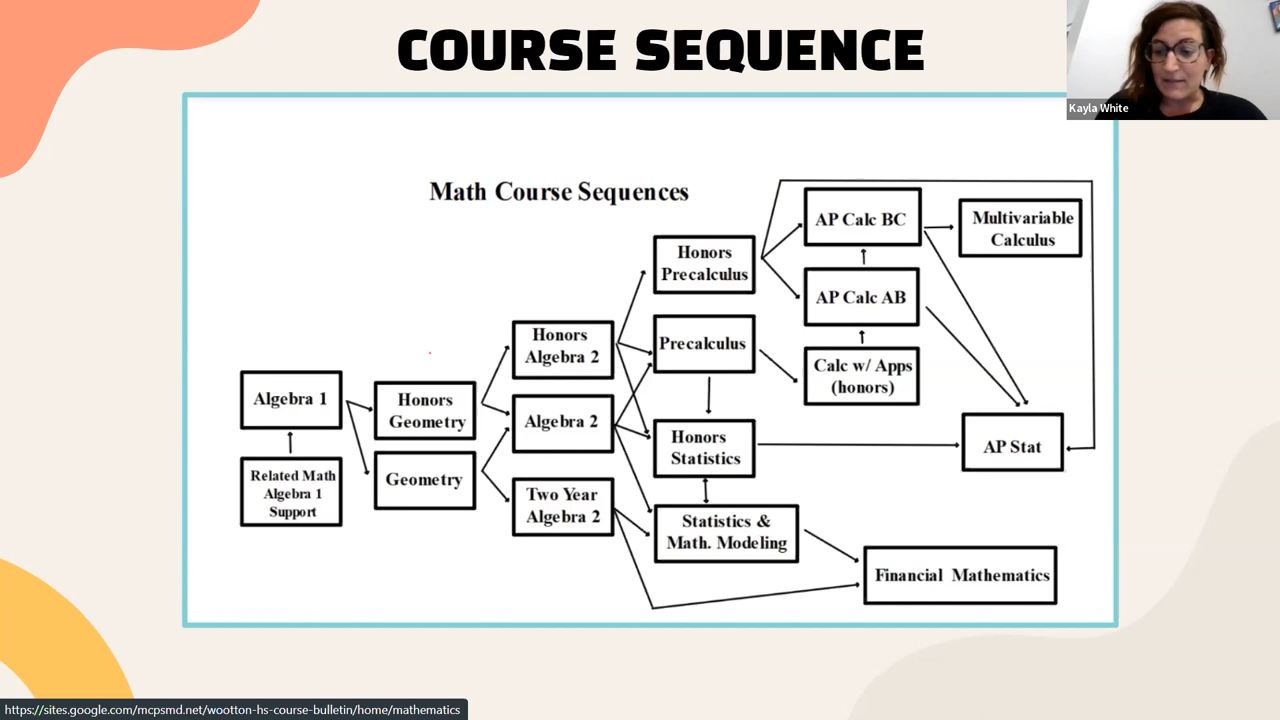 COURSE SEQUENCE
Kayla White
Math Course Sequences
AP Calc BC
Multivariable
Calculus
Honors
Precalculus
AP Calc AB
Honors
Algebra 2
Precalculus
Calc w/ Apps
(honors)
Algebra 1
Honors
Geometry
Algebra 2
Honors
Statistics
AP Stat
Related Math
Algebra 1
Support
Geometry
Two Year
Algebra 2
Statistics &
Math. Modeling
Financial Mathematics
https://sites.google.com/mcpsmd.net/wootton-hs-course-bulletin/home/mathematics